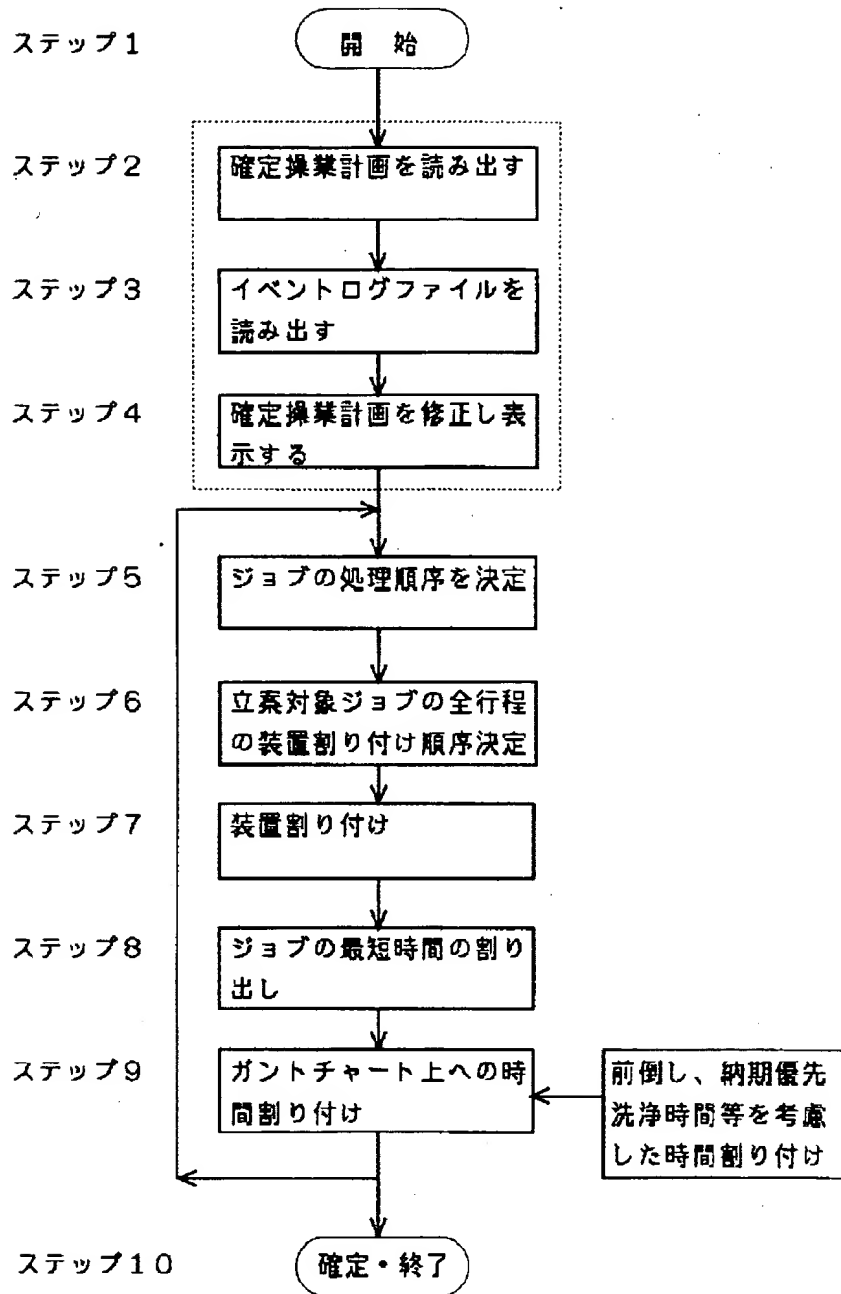 ステップ1
開 始
ステップ2
確定操業計画を読み出す
ステップ3
イベントログファイルを
読み出す
ステップ4
確定操業計画を修正し表
示する
ステップ5
ジョブの処理順序を決定
ステップ6
立案対象ジョブの全行程
の装置割り付け順序決定
ステップ7
装置割り付け
ステップ8
ジョブの最短時間の割り
出し
ステップ9
ガントチャート上への時
間割り付け
前倒し、納期優先
洗浄時間等を考慮
した時間割り付け
ステップ10
確定・終了